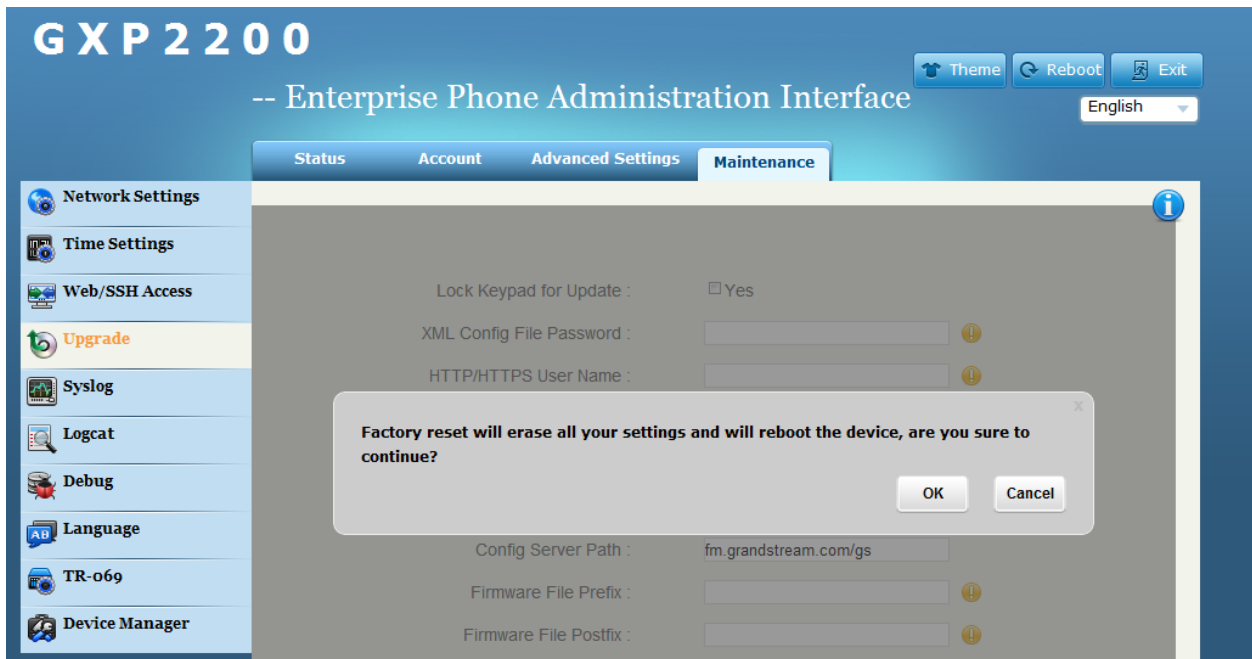 GXP2200
-- Enterprise Phone Administration Interface
Theme
Reboot
Exit
English
Status
Account
Advanced Settings
Maintenance
Network Settings
Time Settings
Web/SSH Access
Upgrade
Syslog
Logcat
Debug
Language
TR-069
Device Manager
Lock Keypad for Update :
Yes
XML Config File Password :
HTTP/HTTPS User Name :
x
Factory reset will erase all your settings and will reboot the device, are you sure to
continue?
OK
Cancel
Config Server Path :
fm.grandstream.com/gs
Firmware File Prefix :
Firmware File Postfix :